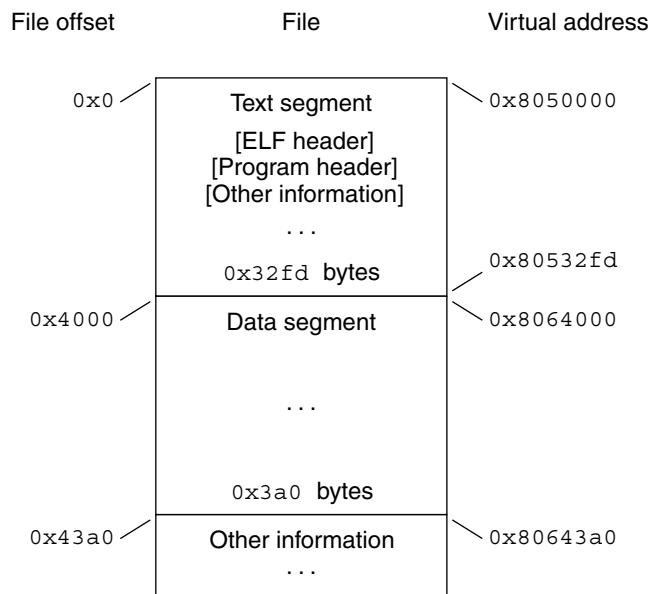 File offset File Virtual address
0x0 Text segment 0x8050000
[ELF header]
[Program header]
[Other information]
...
0x80532fd
0x32fd bytes
0x4000 Data segment 0x8064000
...
0x3a0 bytes
0x43a0 Other information 0x80643a0
...